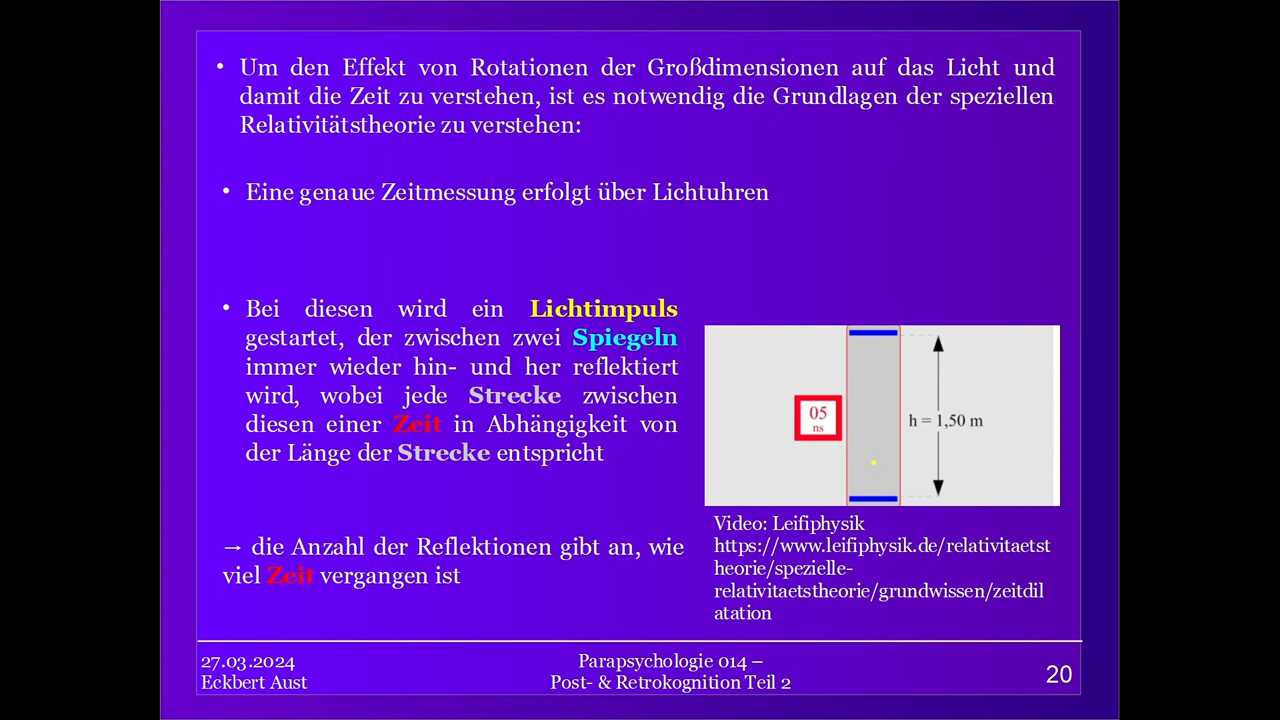 • Um den Effekt von Rotationen der Großdimensionen auf das Licht und
damit die Zeit zu verstehen, ist es notwendig die Grundlagen der speziellen
Relativitätstheorie zu verstehen:
• Eine genaue Zeitmessung erfolgt über Lichtuhren
• Bei diesen wird ein Lichtimpuls
gestartet, der zwischen zwei Spiegeln
immer wieder hin- und her reflektiert
wird, wobei jede Strecke zwischen
diesen einer Zeit in Abhängigkeit von
der Länge der Strecke entspricht
→ die Anzahl der Reflektionen gibt an, wie
viel Zeit vergangen ist
05
ns
h = 1,50 m
Video: Leifiphysik
https://www.leifiphysik.de/relativitaetst
heorie/spezielle-
relativitaetstheorie/grundwissen/zeitdil
atation
27.03.2024
Eckbert Aust
Parapsychologie 014 –
Post- & Retrokognition Teil 2
20